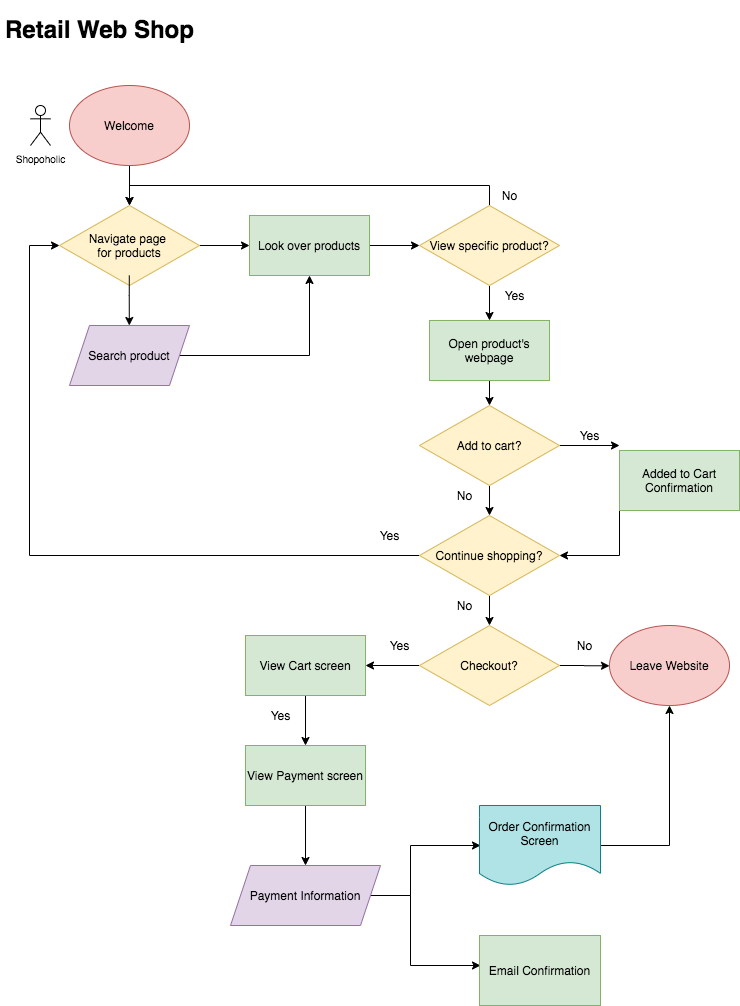 Retail Web Shop
Welcome
Shopoholic
No
Navigate page
for products
Look over products
View specific product?
Yes
Search product
Open product's
webpage
Add to cart?
Yes
Added to Cart
Confirmation
No
Yes
Continue shopping?
No
View Cart screen
Yes
Checkout?
No
Leave Website
Yes
View Payment screen
Order Confirmation
Screen
Payment Information
Email Confirmation